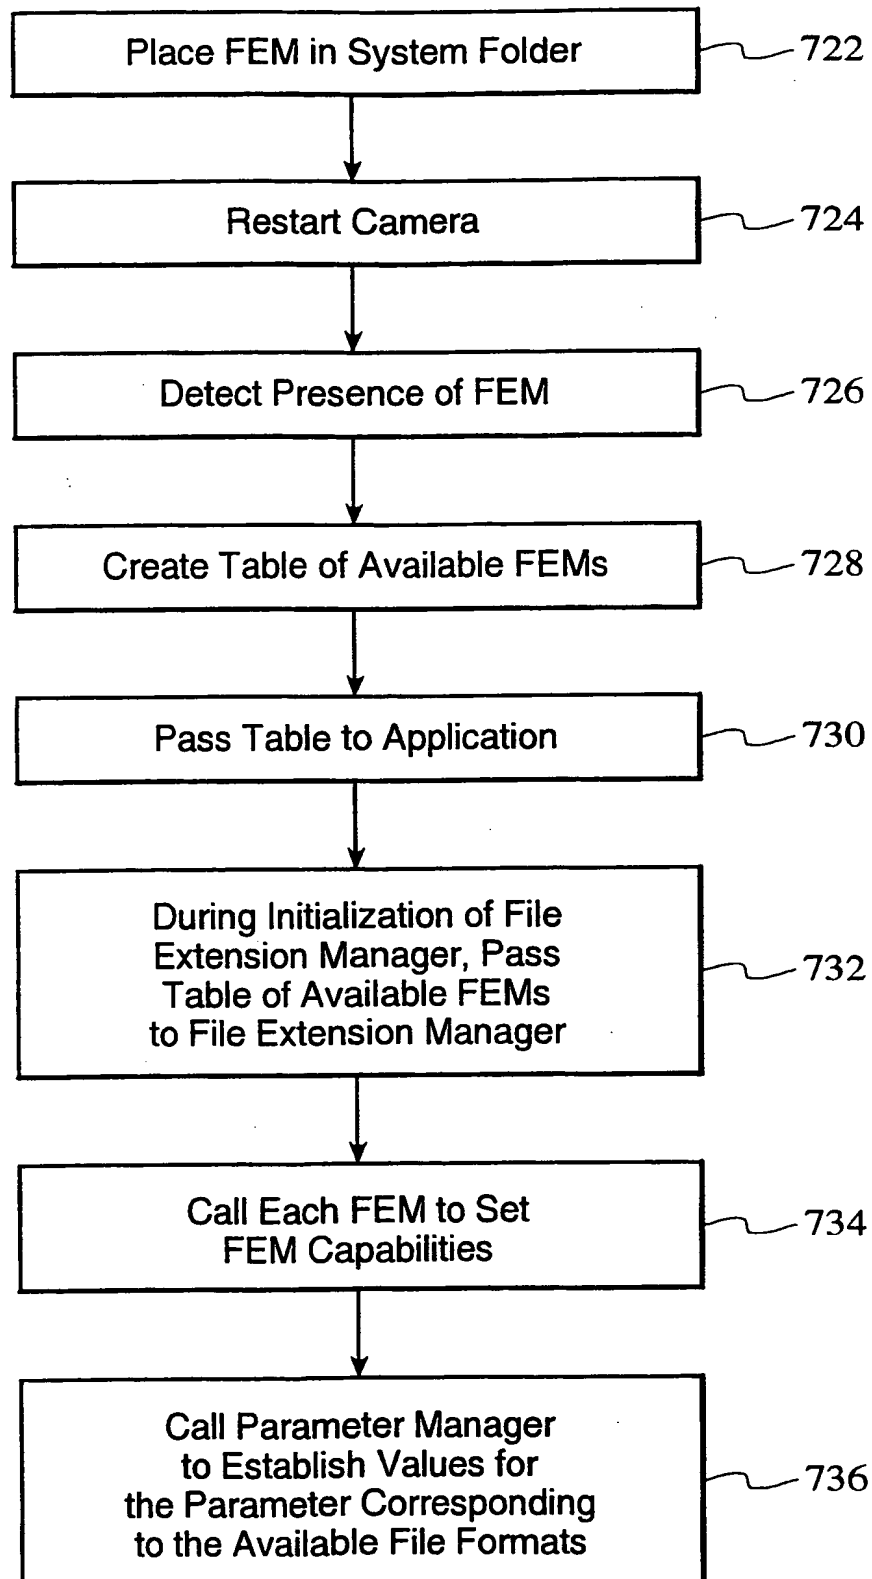 Place FEM in System Folder
722
Restart Camera
724
Detect Presence of FEM
726
Create Table of Available FEMs
728
Pass Table to Application
730
During Initialization of File
Extension Manager, Pass
Table of Available FEMs
to File Extension Manager
732
Call Each FEM to Set
FEM Capabilities
734
Call Parameter Manager
to Establish Values for
the Parameter Corresponding
to the Available File Formats
736